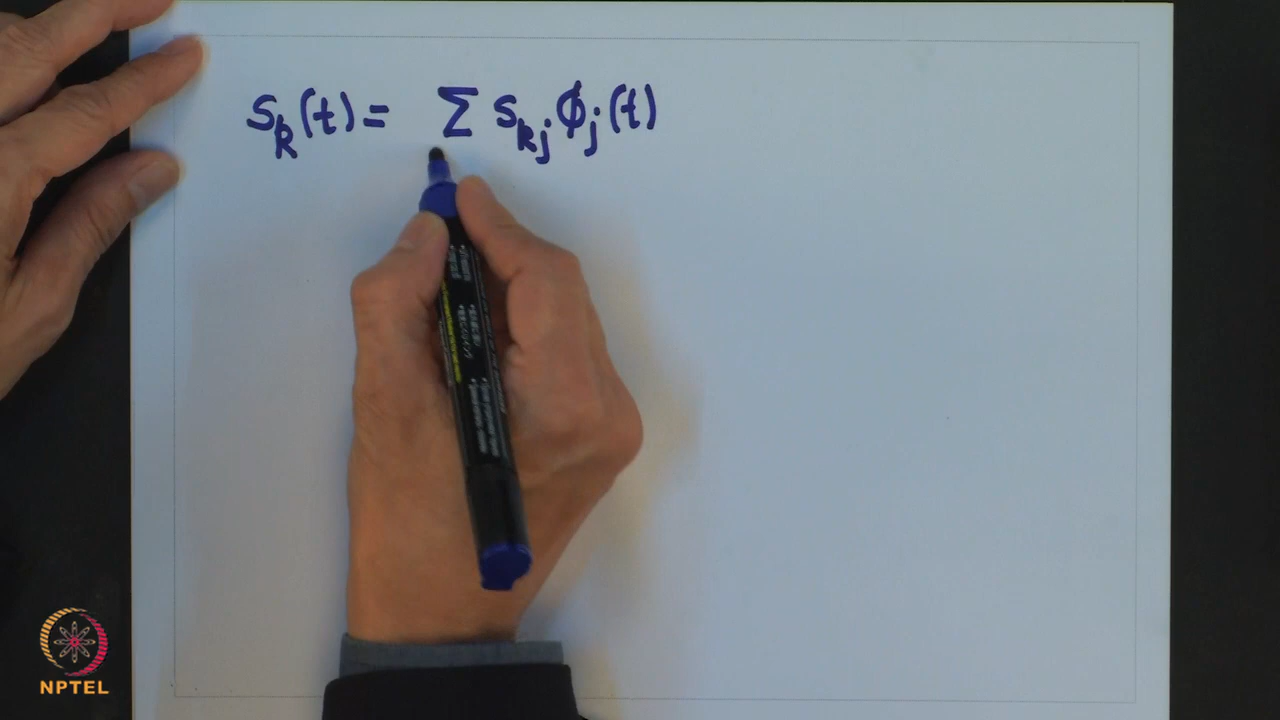 s_k(t) = Σ s_kj ϕ_j(t)
NPTEL